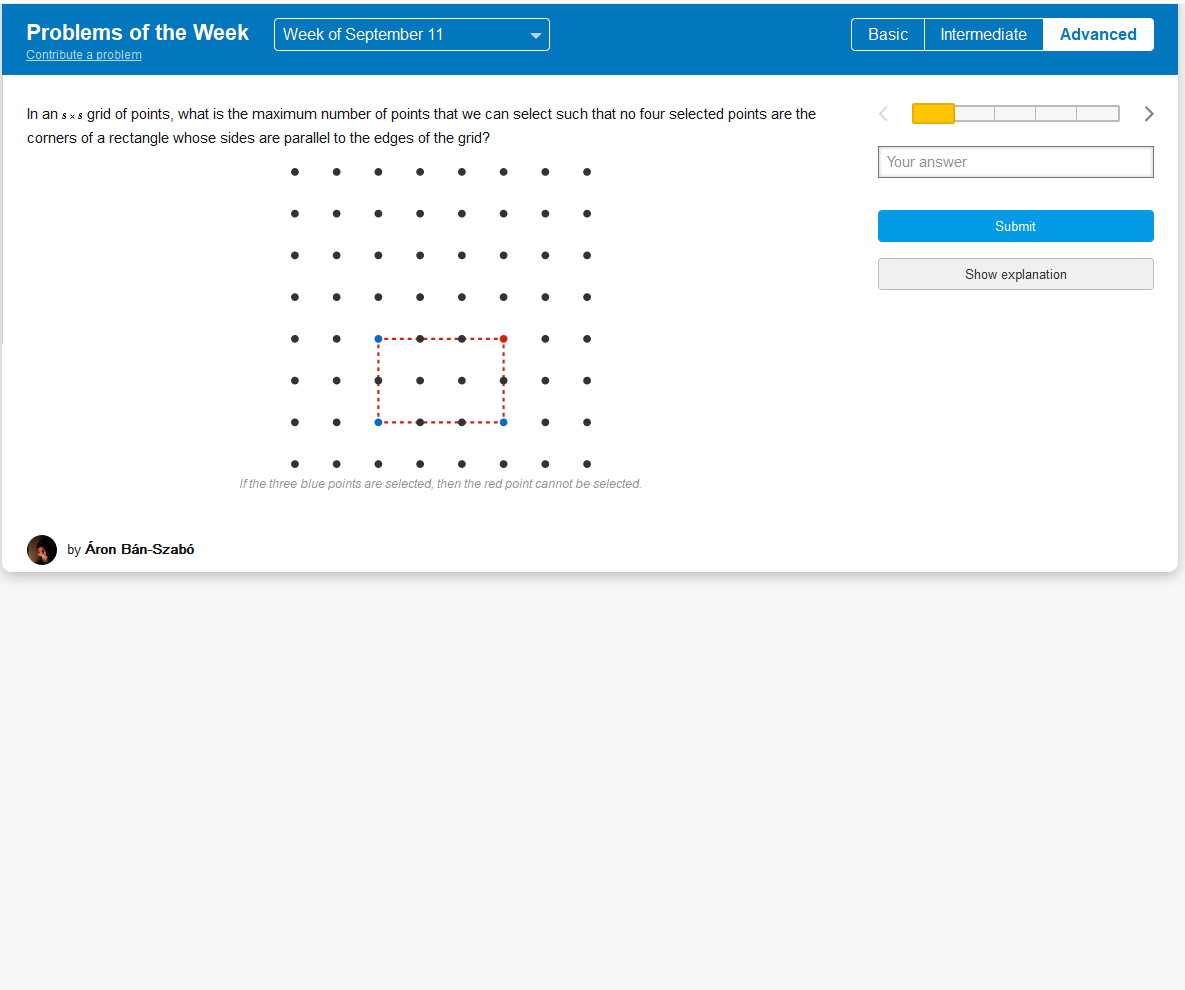 Problems of the Week
Contribute a problem
Week of September 11
Basic
Intermediate
Advanced
In an s × s grid of points, what is the maximum number of points that we can select such that no four selected points are the
corners of a rectangle whose sides are parallel to the edges of the grid?
If the three blue points are selected, then the red point cannot be selected.
by Áron Bán-Szabó
Your answer
Submit
Show explanation